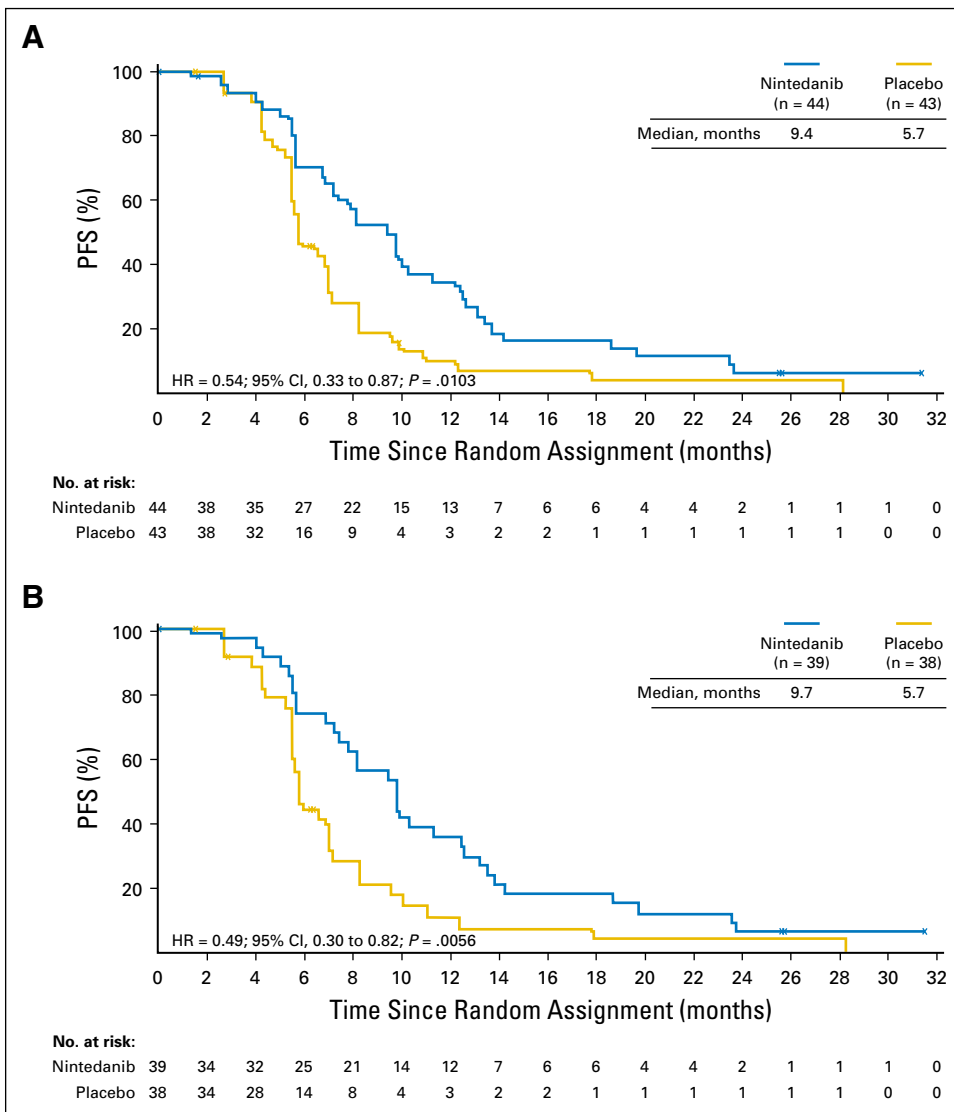 A
Nintedanib Placebo
(n = 44) (n = 43)
Median, months 9.4 5.7
PFS (%)
100
80
60
40
20
HR = 0.54; 95% CI, 0.33 to 0.87; P = .0103
0 2 4 6 8 10 12 14 16 18 20 22 24 26 28 30 32
Time Since Random Assignment (months)
No. at risk:
Nintedanib 44 38 35 27 22 15 13 7 6 6 4 4 2 1 1 1 0
Placebo 43 38 32 16 9 4 3 2 2 1 1 1 1 1 1 0 0
B
Nintedanib Placebo
(n = 39) (n = 38)
Median, months 9.7 5.7
PFS (%)
100
80
60
40
20
HR = 0.49; 95% CI, 0.30 to 0.82; P = .0056
0 2 4 6 8 10 12 14 16 18 20 22 24 26 28 30 32
Time Since Random Assignment (months)
No. at risk:
Nintedanib 39 34 32 25 21 14 12 7 6 6 4 4 2 1 1 1 0
Placebo 38 34 28 14 8 4 3 2 2 1 1 1 1 1 1 0 0